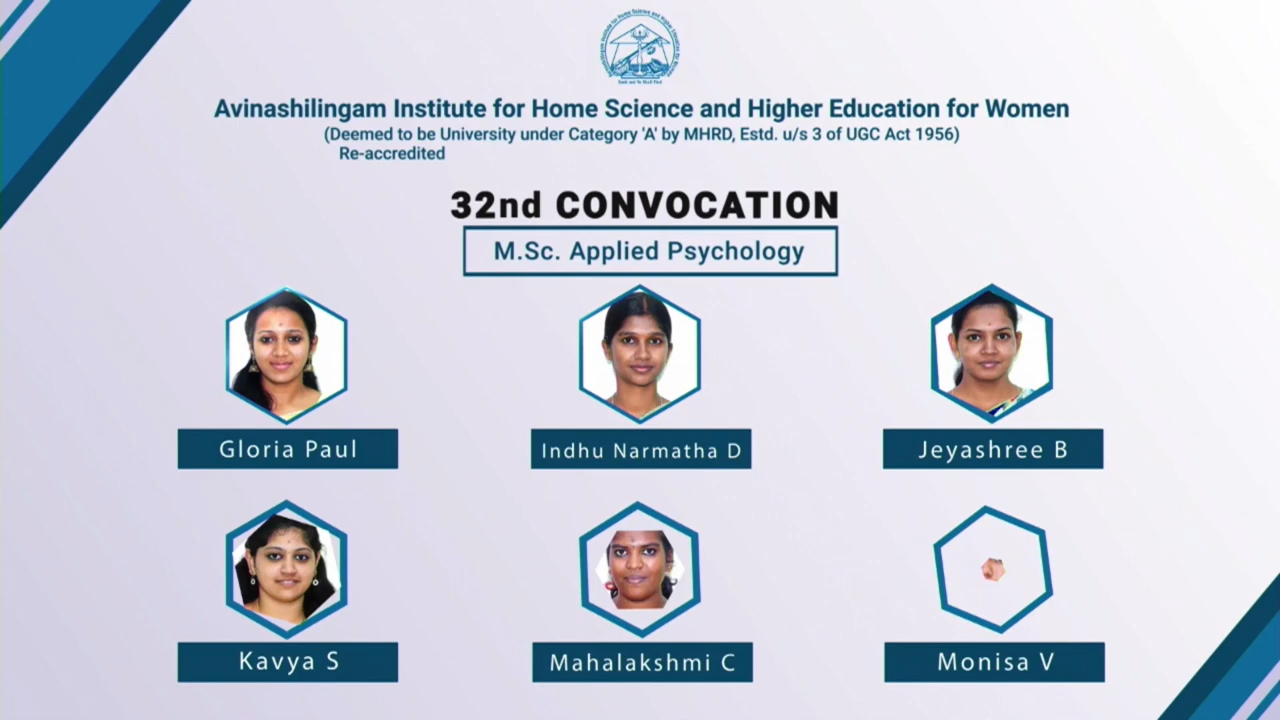 Avinashilingam Institute for Home Science and Higher Education for Women
(Deemed to be University under Category 'A' by MHRD, Estd. u/s 3 of UGC Act 1956)
Re-accredited
32nd CONVOCATION
M.Sc. Applied Psychology
Gloria Paul
Indhu Narmatha D
Jeyashree B
Kavya S
Mahalakshmi C
Monisa V